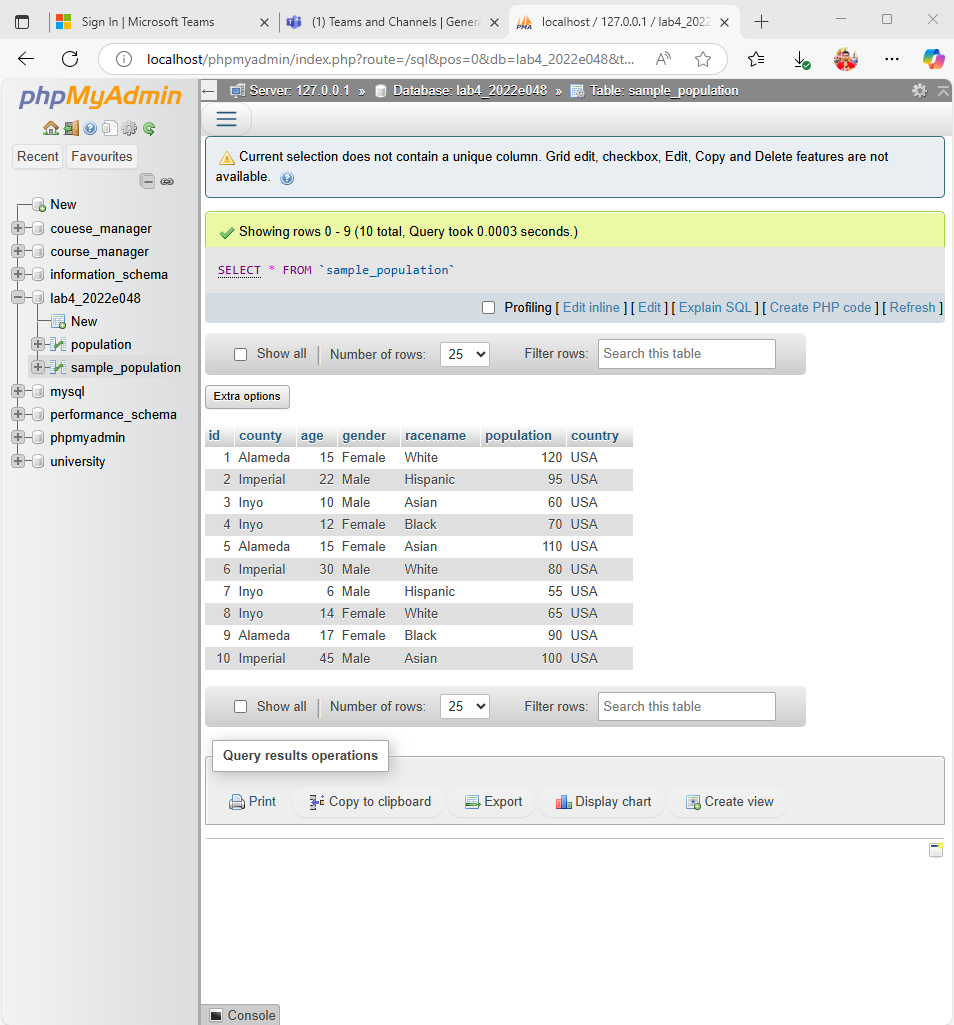 Sign In | Microsoft Teams
(1) Teams and Channels | Gener
localhost / 127.0.0.1 / lab4_2022
localhost/phpmyadmin/index.php?route=/sql&pos=0&db=lab4_2022e048&t...
phpMyAdmin
Recent Favourites
New
couese_manager
course_manager
information_schema
lab4_2022e048
New
population
sample_population
mysql
performance_schema
phpmyadmin
university
Server: 127.0.0.1 » Database: lab4_2022e048 » Table: sample_population
Current selection does not contain a unique column. Grid edit, checkbox, Edit, Copy and Delete features are not
available.
Showing rows 0 - 9 (10 total, Query took 0.0003 seconds.)
SELECT * FROM `sample_population`
Profiling [ Edit inline ] [ Edit ] [ Explain SQL ] [ Create PHP code ] [ Refresh ]
Show all Number of rows: 25 Filter rows: Search this table
Extra options
id county age gender racename population country
1 Alameda 15 Female White 120 USA
2 Imperial 22 Male Hispanic 95 USA
3 Inyo 10 Male Asian 60 USA
4 Inyo 12 Female Black 70 USA
5 Alameda 15 Female Asian 110 USA
6 Imperial 30 Male White 80 USA
7 Inyo 6 Male Hispanic 55 USA
8 Inyo 14 Female White 65 USA
9 Alameda 17 Female Black 90 USA
10 Imperial 45 Male Asian 100 USA
Show all Number of rows: 25 Filter rows: Search this table
Query results operations
Print Copy to clipboard Export Display chart Create view
Console